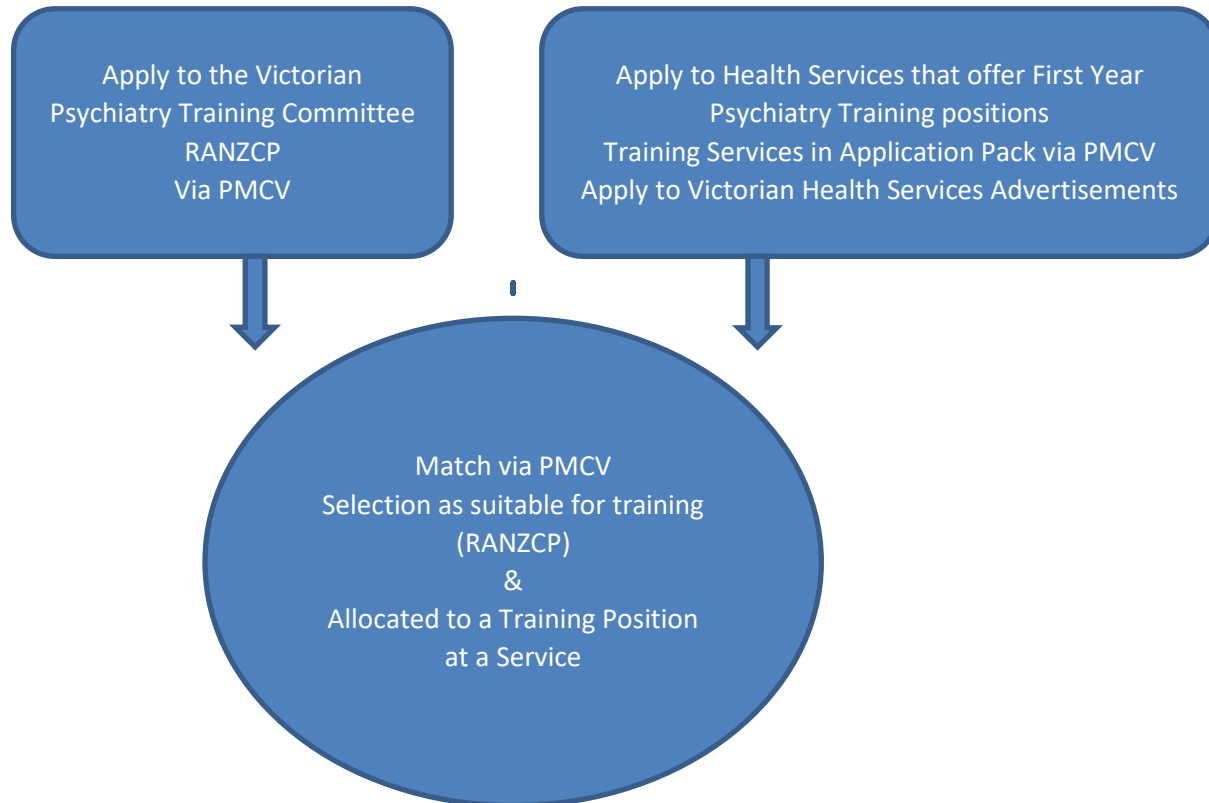 Apply to the Victorian
Psychiatry Training Committee
RANZCP
Via PMCV
Apply to Health Services that offer First Year
Psychiatry Training positions
Training Services in Application Pack via PMCV
Apply to Victorian Health Services Advertisements
Match via PMCV
Selection as suitable for training
(RANZCP)
&
Allocated to a Training Position
at a Service